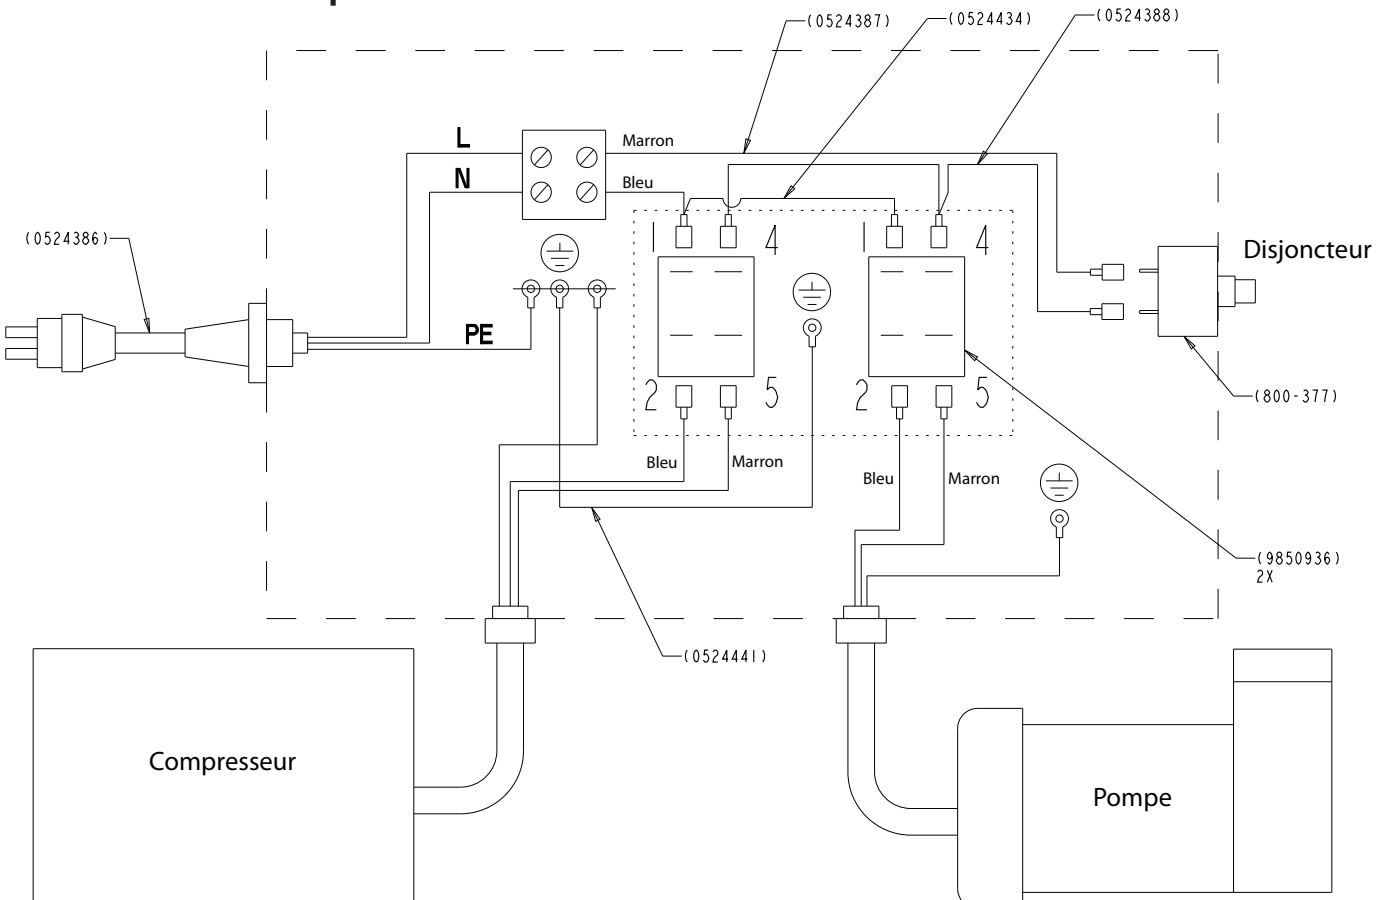 (0524387)
(0524434)
(0524388)
L
Marron
N
Bleu
(0524386)
1
4
1
4
Disjoncteur
PE
2
5
2
5
(800-377)
Bleu
Marron
Bleu
Marron
(9850936)
2X
(0524441)
Compresseur
Pompe